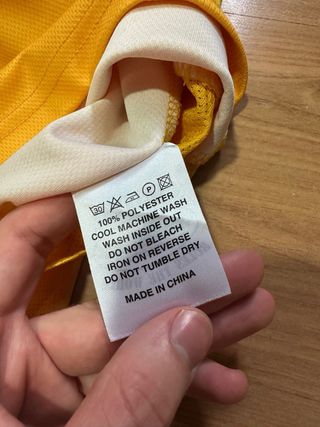 30 P
100% POLYESTER
COOL MACHINE WASH
WASH INSIDE OUT
DO NOT BLEACH
IRON ON REVERSE
DO NOT TUMBLE DRY
MADE IN CHINA